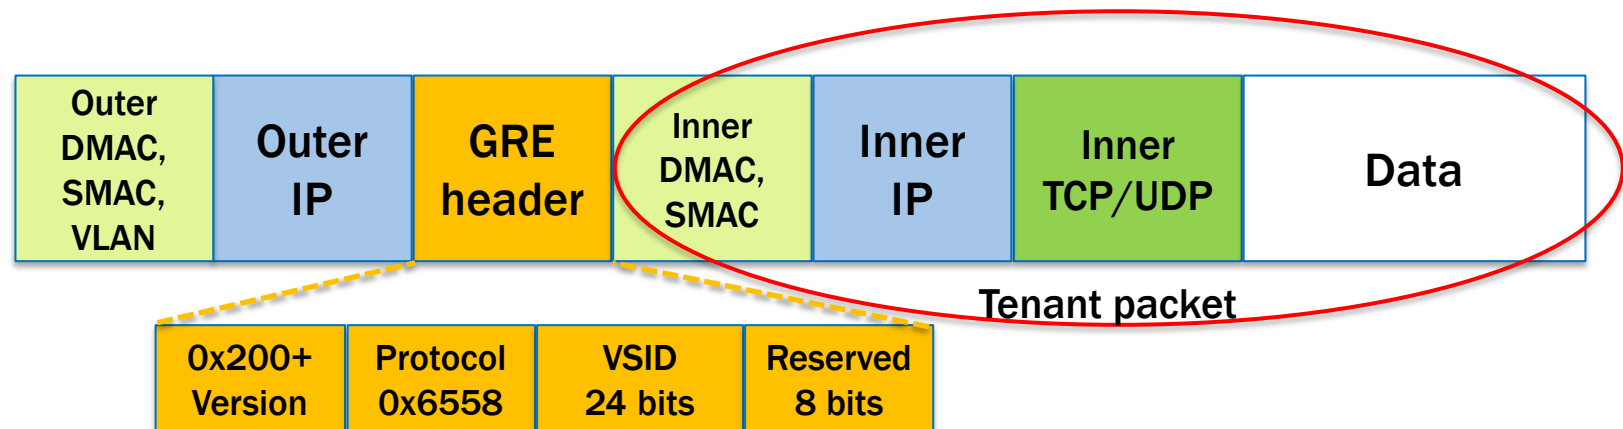 Outer
DMAC,
SMAC,
VLAN
Outer
IP
GRE
header
Inner
DMAC,
SMAC
Inner
IP
Inner
TCP/UDP
Data
Tenant packet
0x200+
Version
Protocol
0x6558
VSID
24 bits
Reserved
8 bits